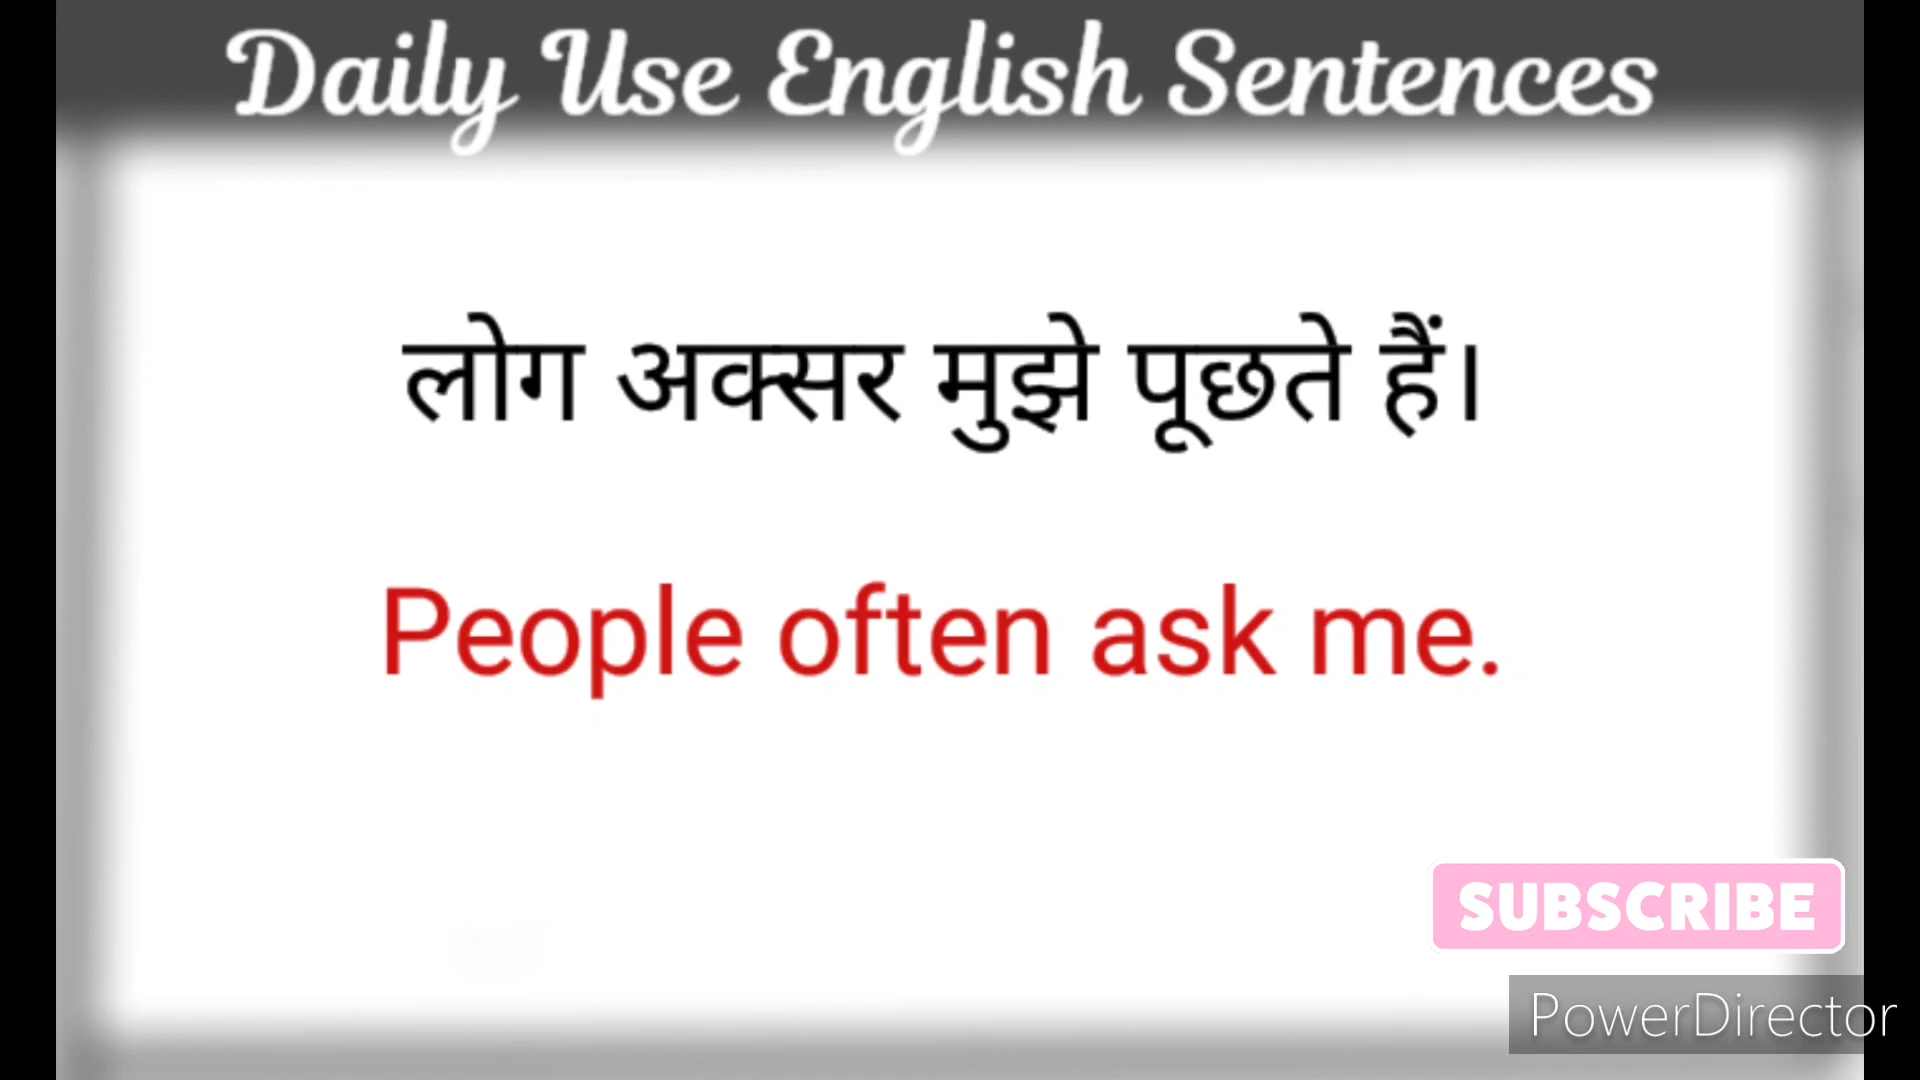 Daily Use English Sentences
लोग अक्सर मुझे पूछते हैं।
People often ask me.
SUBSCRIBE
PowerDirector